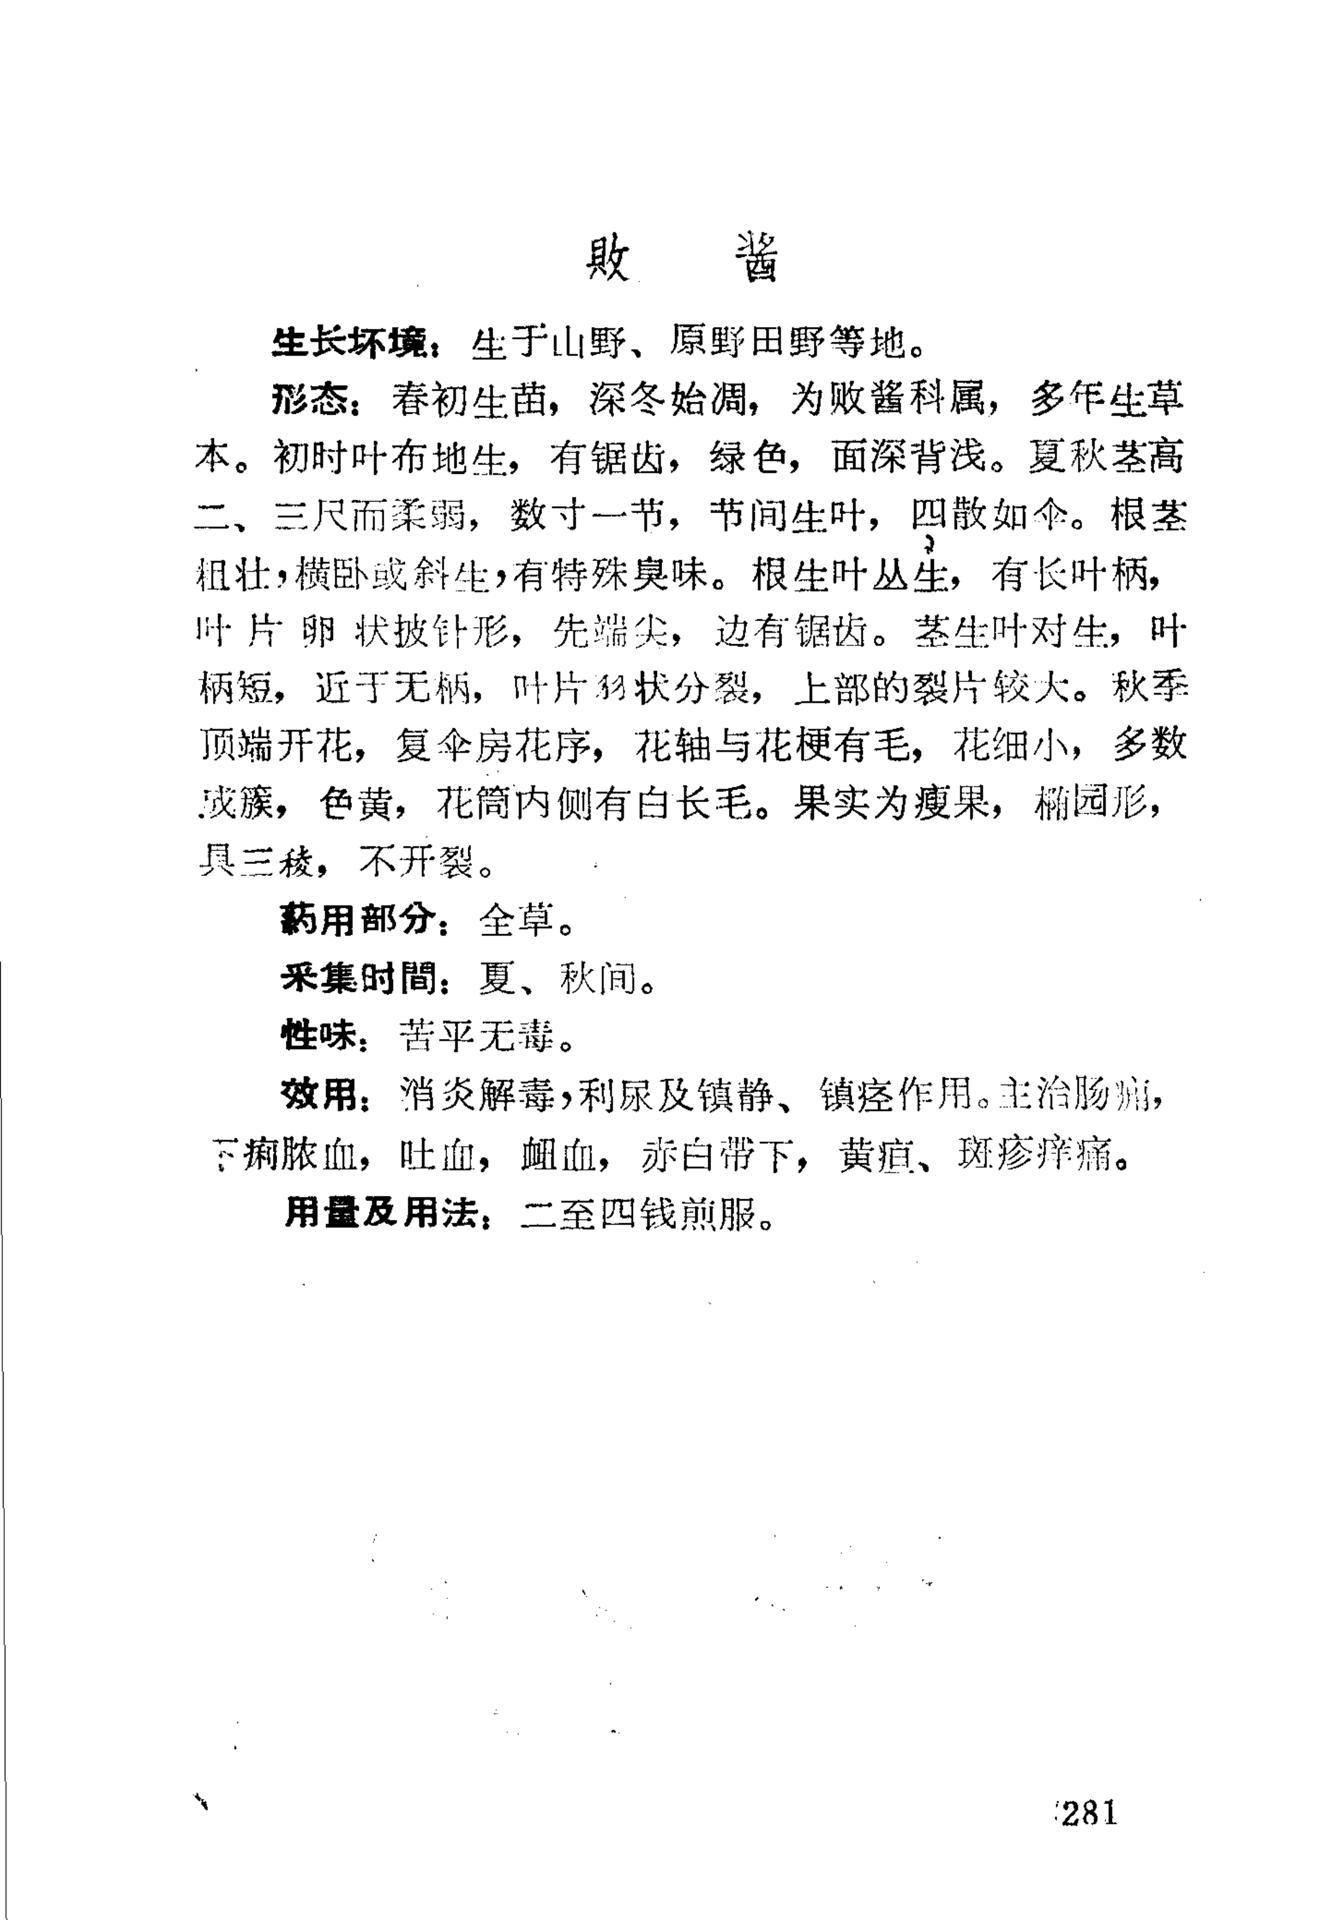 敗 酱
生长坏境：生于山野、原野田野等地。
形态：春初生苗，深冬始凋，为败酱科属，多年生草
本。初时叶布地生，有锯齿，绿色，面深背浅。夏秋茎高
二、三尺而柔弱，数寸一节，节间生叶，四散如伞。根茎
粗壮，横卧或斜生，有特殊臭味。根生叶丛生，有长叶柄，
叶片卵状披针形，先端尖，边有锯齿。茎生叶对生，叶
柄短，近于无柄，叶片羽状分裂，上部的裂片较大。秋季
顶端开花，复伞房花序，花轴与花梗有毛，花细小，多数
成簇，色黄，花筒内侧有白长毛。果实为瘦果，椭园形，
具三稜，不开裂。
药用部分：全草。
采集时間：夏、秋间。
性味：苦平无毒。
效用：消炎解毒，利尿及镇静、镇痉作用。主治肠痈，
下痢脓血，吐血，衄血，赤白带下，黄疸、斑疹痒痛。
用量及用法：二至四钱煎服。
281